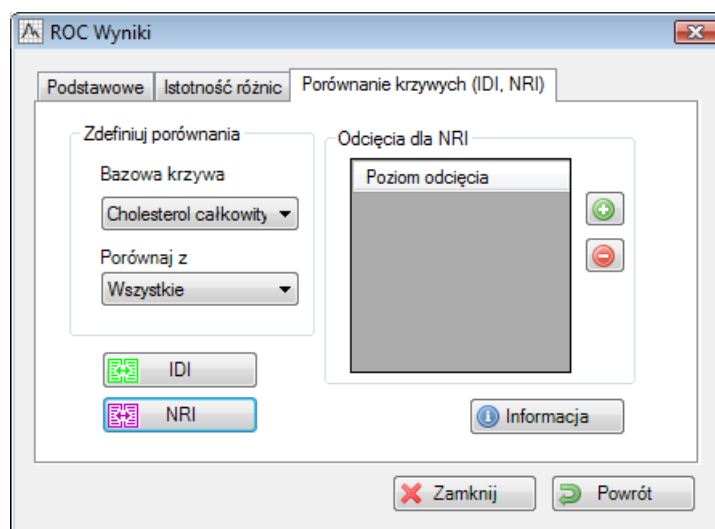 ROC Wyniki
Podstawowe
Istotność różnic
Porównanie krzywych (IDI, NRI)
Zdefiniuj porównania
Bazowa krzywa
Cholesterol całkowity
Porównaj z
Wszystkie
IDI
NRI
Odcięcia dla NRI
Poziom odcięcia
Informacja
Zamknij
Powrót